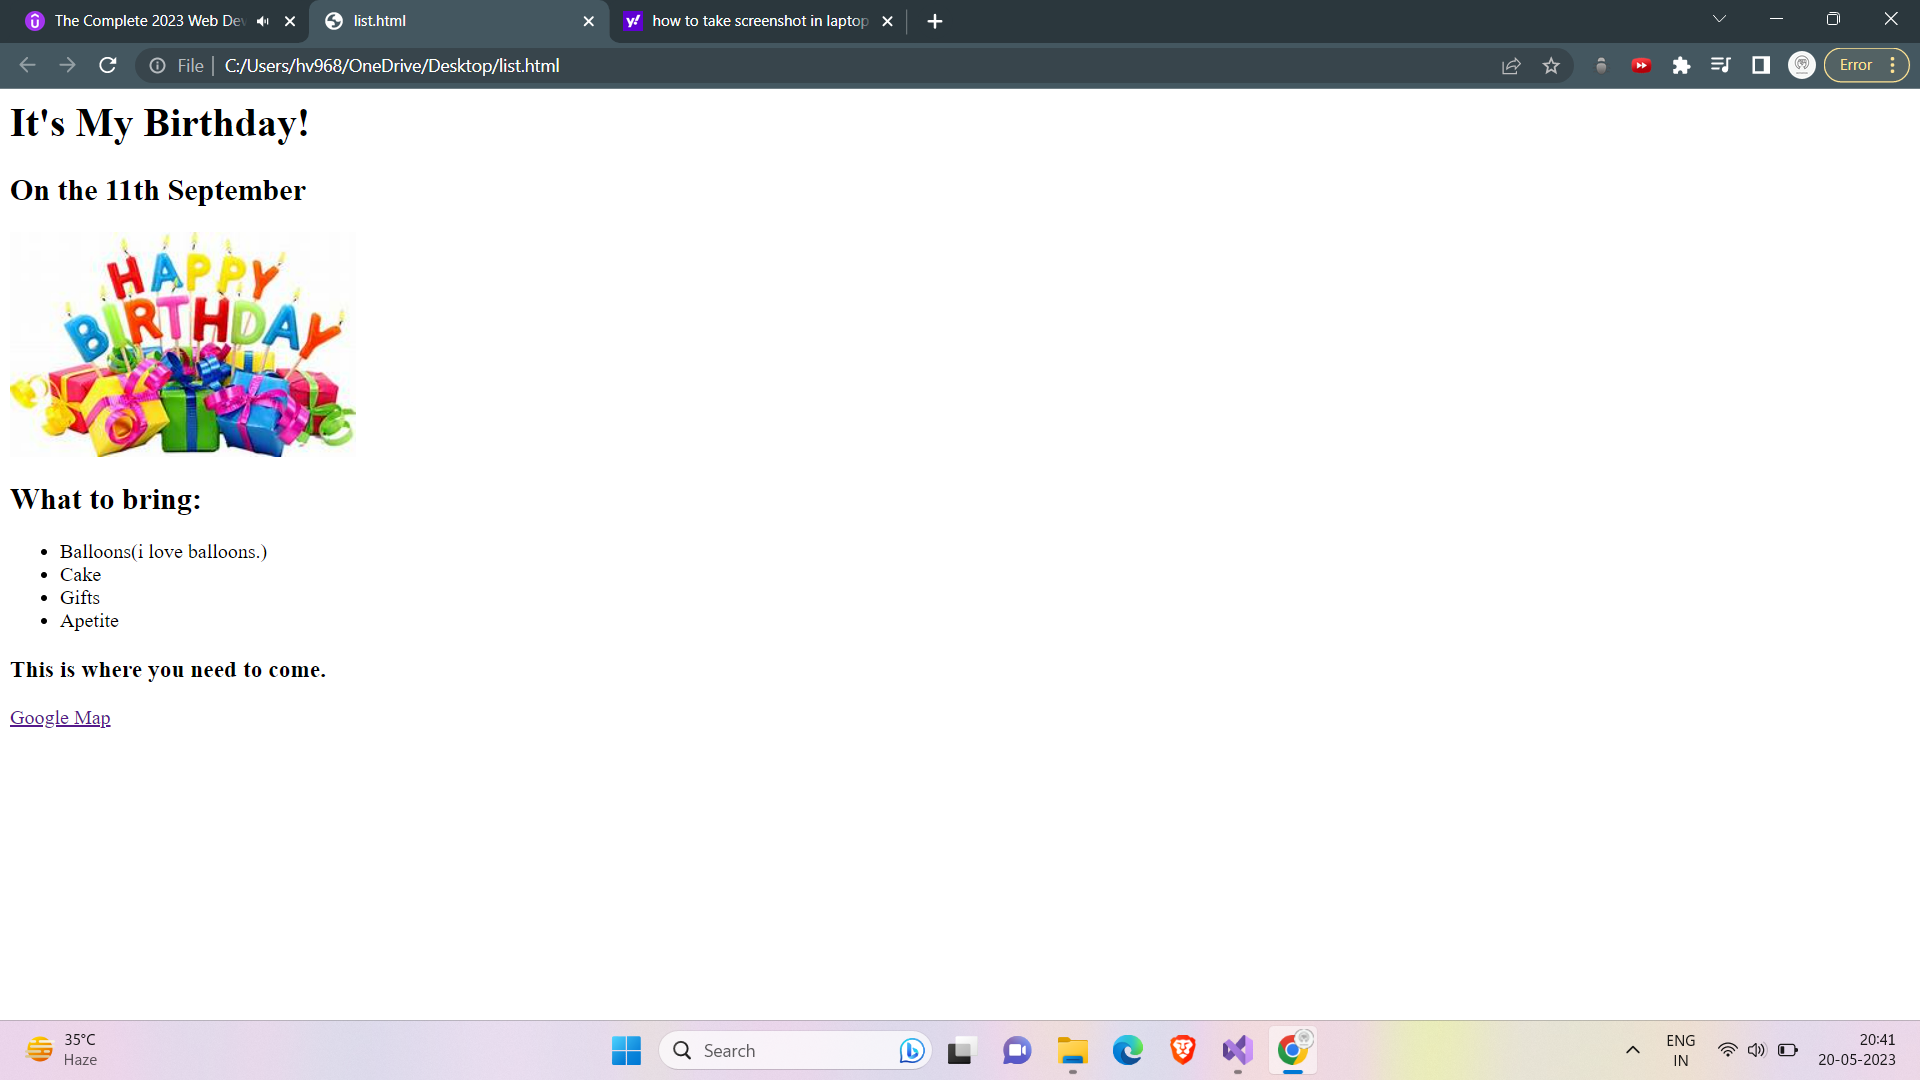 The Complete 2023 Web Dev
list.html
how to take screenshot in laptop
File
C:/Users/hv968/OneDrive/Desktop/list.html
Error
It's My Birthday!
On the 11th September
HAPPY
BIRTHDAY
What to bring:
Balloons(i love balloons.)
Cake
Gifts
Apetite
This is where you need to come.
Google Map
35°C
Haze
Search
ENG
IN
20:41
20-05-2023